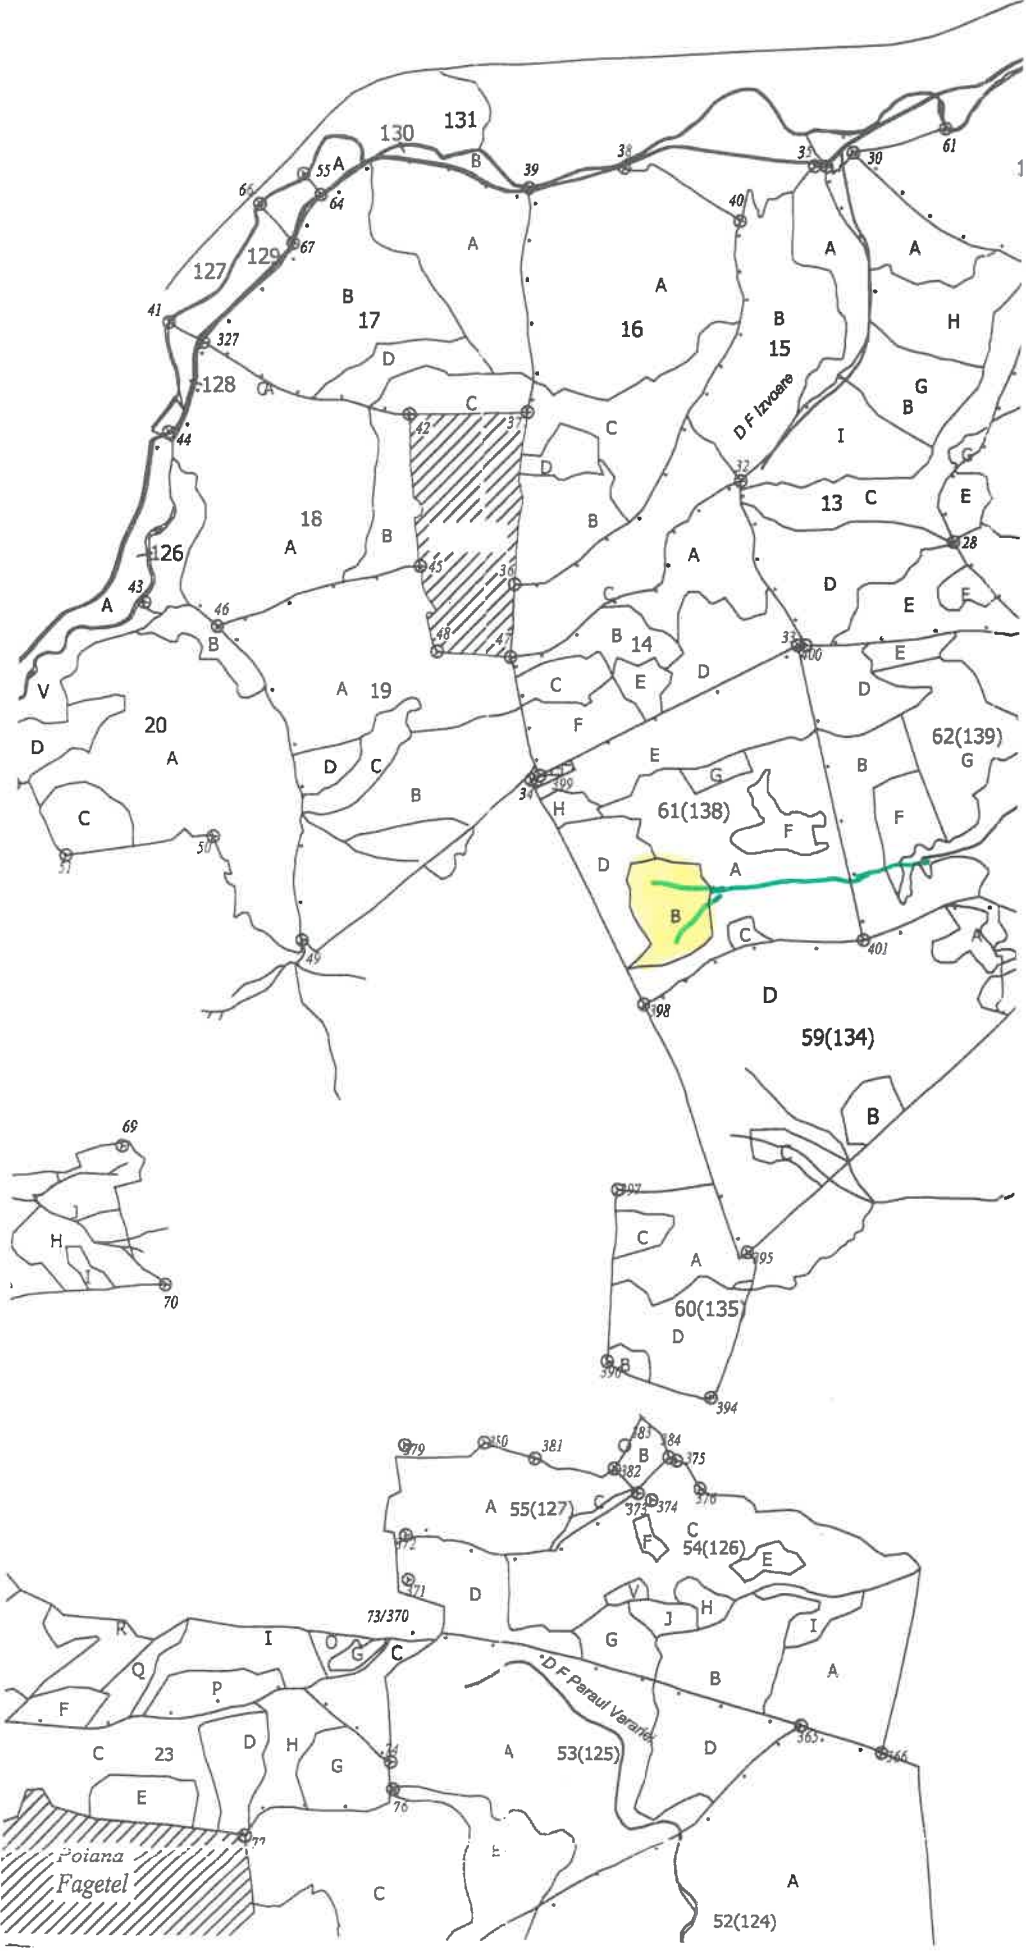 131
130
B
61
A
55
39
38
35
30
66
64
40
67
129
A
A
A
127
A
B
17
16
B
15
H
41
327
D
128
CA
C
G
B
42
37
C
D F Izvoare
I
44
D
G
32
13 C
E
18
A
B
B
126
28
A
45
36
43
A
46
C
D
E
F
B
48
47
B
14
33
400
E
A 19
C
E
D
D
V
20
F
62(139)
G
D
A
D C
E
B
34
399
G
B
H
61(138)
F
C
F
D
A
50
51
B
C
A
401
49
398
D
59(134)
B
69
C
J
397
H
C
A
395
I
70
60(135)
D
396
B
394
383
379
380
381
384
B
375
382
376
A 55(127)
C
373
374
372
C
F
54(126)
E
371
D
V
H
73/370
J
R
I
O
G
C
G
I
Q
D F Paraul Varariei
B
A
P
F
C 23
D
H
A
53(125)
D
365
366
G
E
76
77
Poiana
Fagetel
E
C
A
52(124)